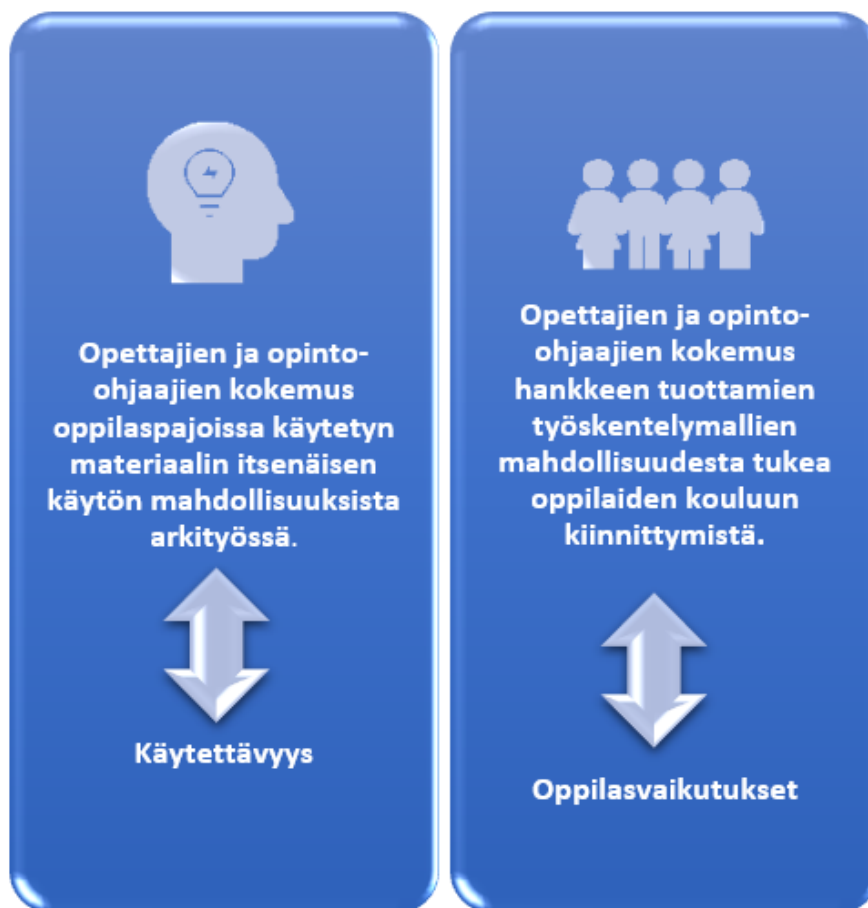 Opettajien ja opinto-
ohjaajien kokemus
oppilaspajoissa käytetyn
materiaalin itsenäisen
käytön mahdollisuuksista
arkityössä.
Käytettävyys
Opettajien ja opinto-
ohjaajien kokemus
hankkeen tuottamien
työskentelymallien
mahdollisuudesta tukea
oppilaiden kouluun
kiinnittymistä.
Oppilasvaikutukset